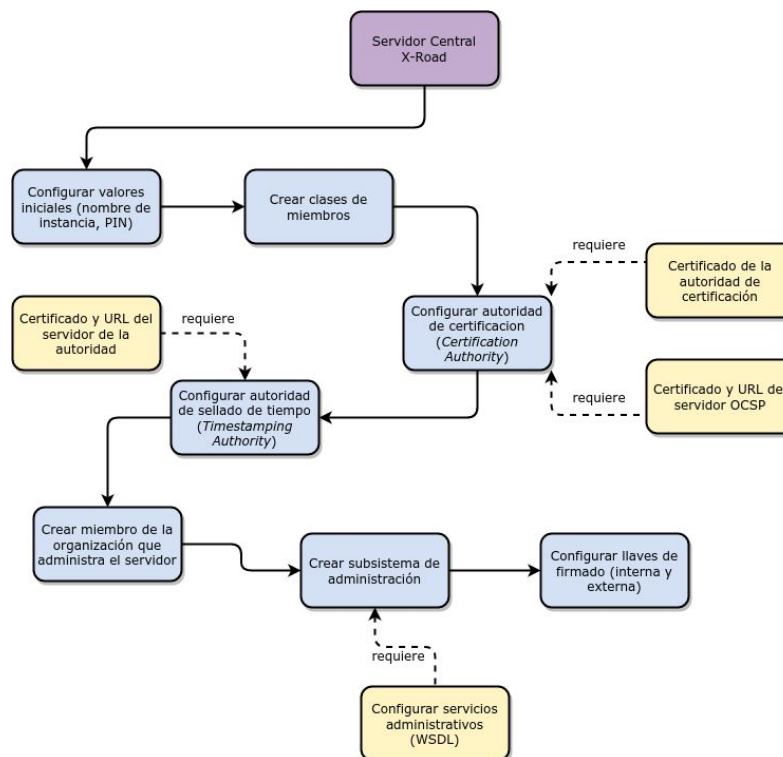 Servidor Central
X-Road
Configurar valores
iniciales (nombre de
instancia, PIN)
Crear clases de
miembros
requiere
Certificado de la
autoridad de
certificación
Certificado y URL del
servidor de la
autoridad
requiere
Configurar autoridad
de certificacion
(Certification
Authority)
requiere
Certificado y URL del
servidor OCSP
Configurar autoridad
de sellado de tiempo
(Timestamping
Authority)
Crear miembro de la
organización que
administra el servidor
Crear subsistema de
administración
Configurar llaves de
firmado (interna y
externa)
requiere
Configurar servicios
administrativos
(WSDL)